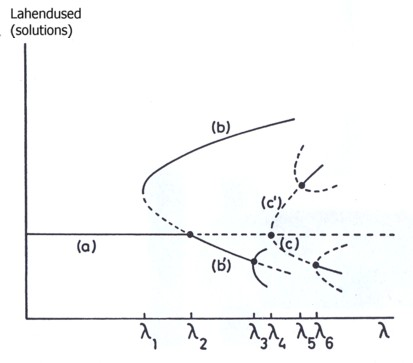 Lahendused
(solutions)
(b)
(c')
(a)
(b')
(c)
λ₁ λ₂ λ₃ λ₄ λ₅ λ₆ λ